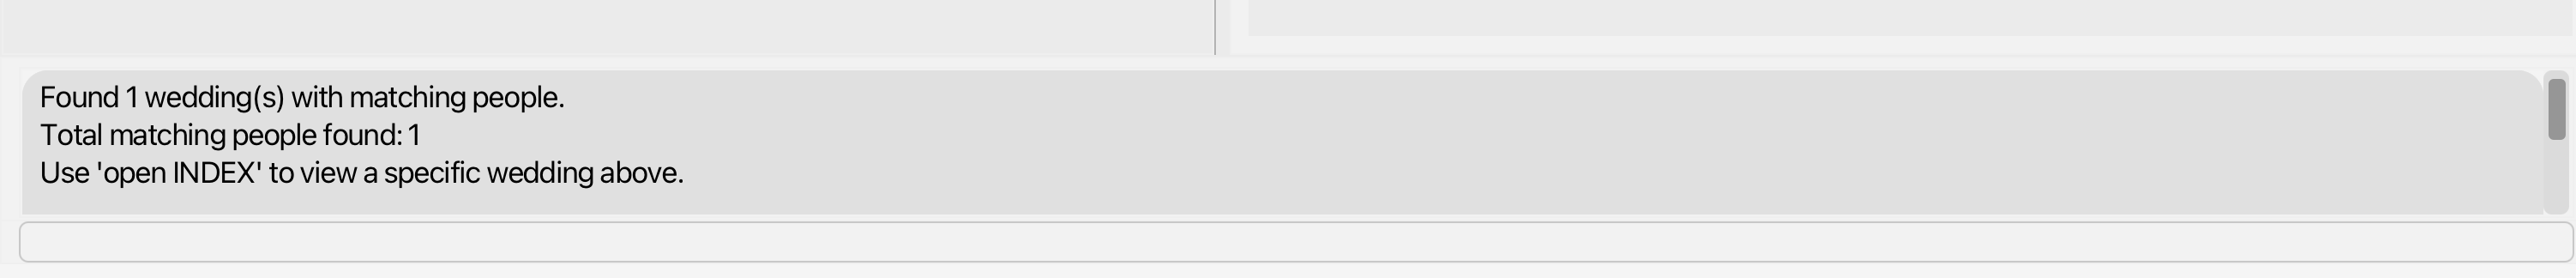 Found 1 wedding(s) with matching people.
Total matching people found: 1
Use 'open INDEX' to view a specific wedding above.